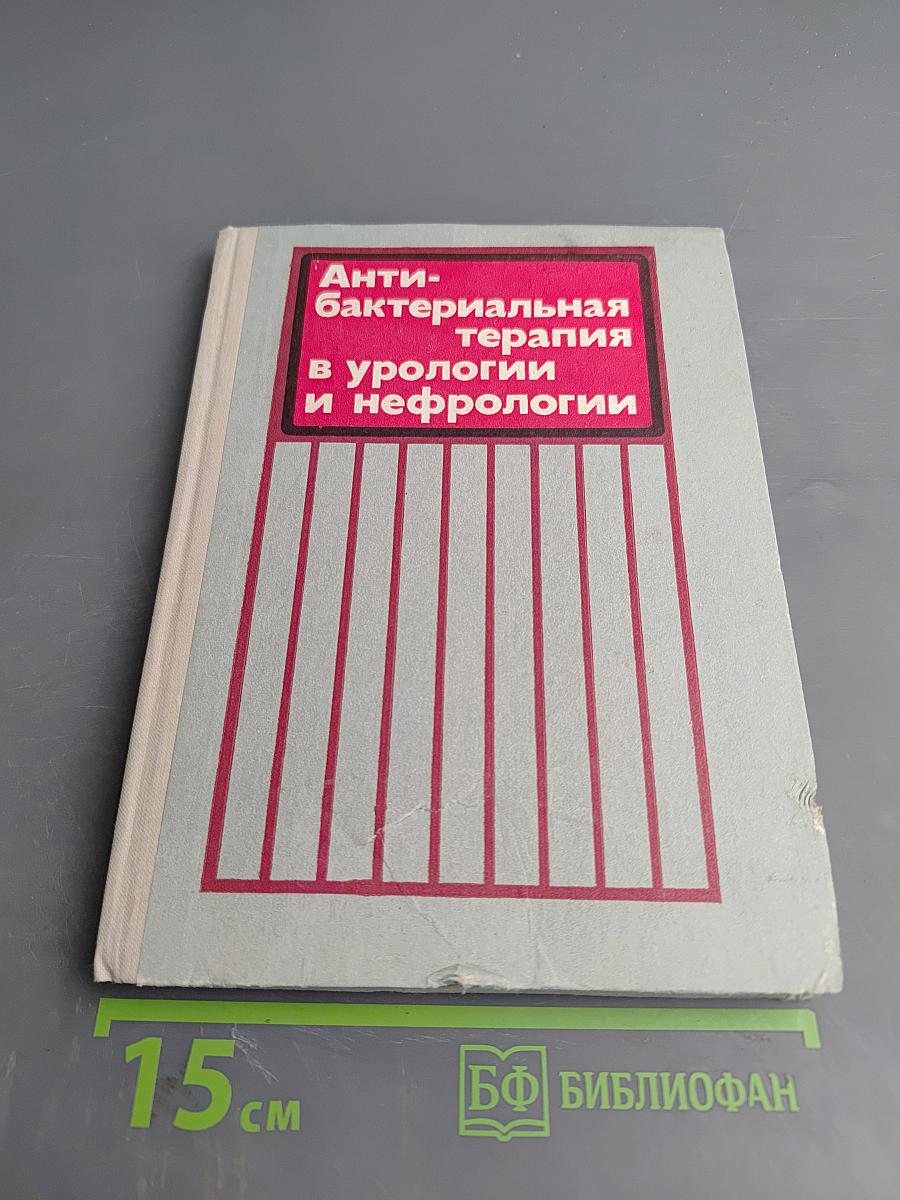 Анти-
бактериальная
терапия
в урологии
и нефрологии
15 см
БФ БИБЛИОФАН